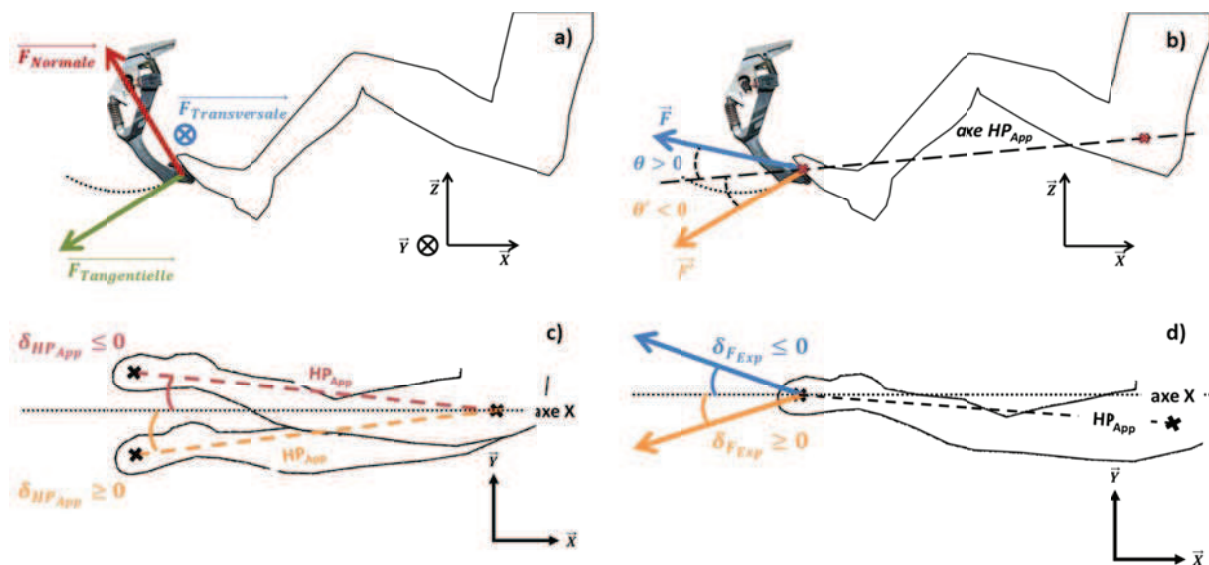 a)
F_Normale
F_Transversale
F_Tangentielle
Z
Y
X
b)
F
axe HP_App
θ > 0
θ' < 0
F'
Z
Y
X
c)
δ_HP_App ≤ 0
HP_App
axe X
HP_App
δ_HP_App ≥ 0
Y
X
d)
δ_F_Exp ≤ 0
axe X
HP_App
δ_F_Exp ≥ 0
Y
X